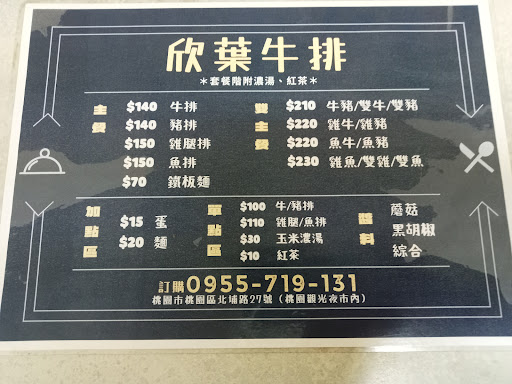 欣葉牛排
＊套餐階附濃湯、紅茶＊
主餐
$140 牛排
$140 豬排
$150 雞腿排
$150 魚排
$70 鐵板麵
雙主餐
$210 牛豬/雙牛/雙豬
$220 雞牛/雞豬
$220 魚牛/魚豬
$230 雞魚/雙雞/雙魚
加點區
$15 蛋
$20 麵
單點區
$100 牛/豬排
$110 雞腿/魚排
$30 玉米濃湯
$10 紅茶
醬料
蘑菇
黑胡椒
綜合
訂購0955-719-131
桃園市桃園區北埔路27號（桃園觀光夜市內）